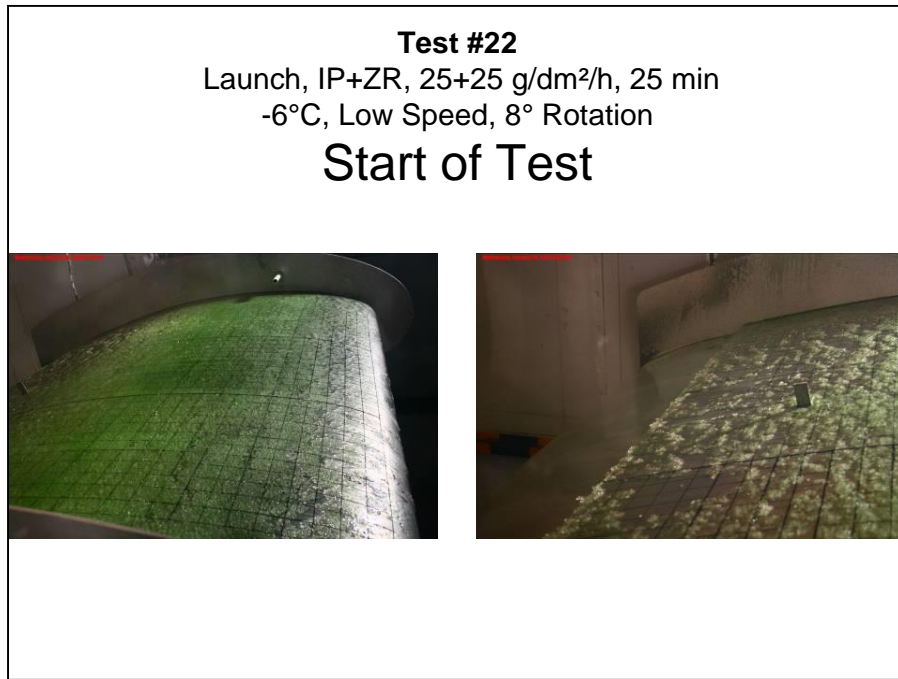 Test #22
Launch, IP+ZR, 25+25 g/dm²/h, 25 min
-6°C, Low Speed, 8° Rotation
Start of Test